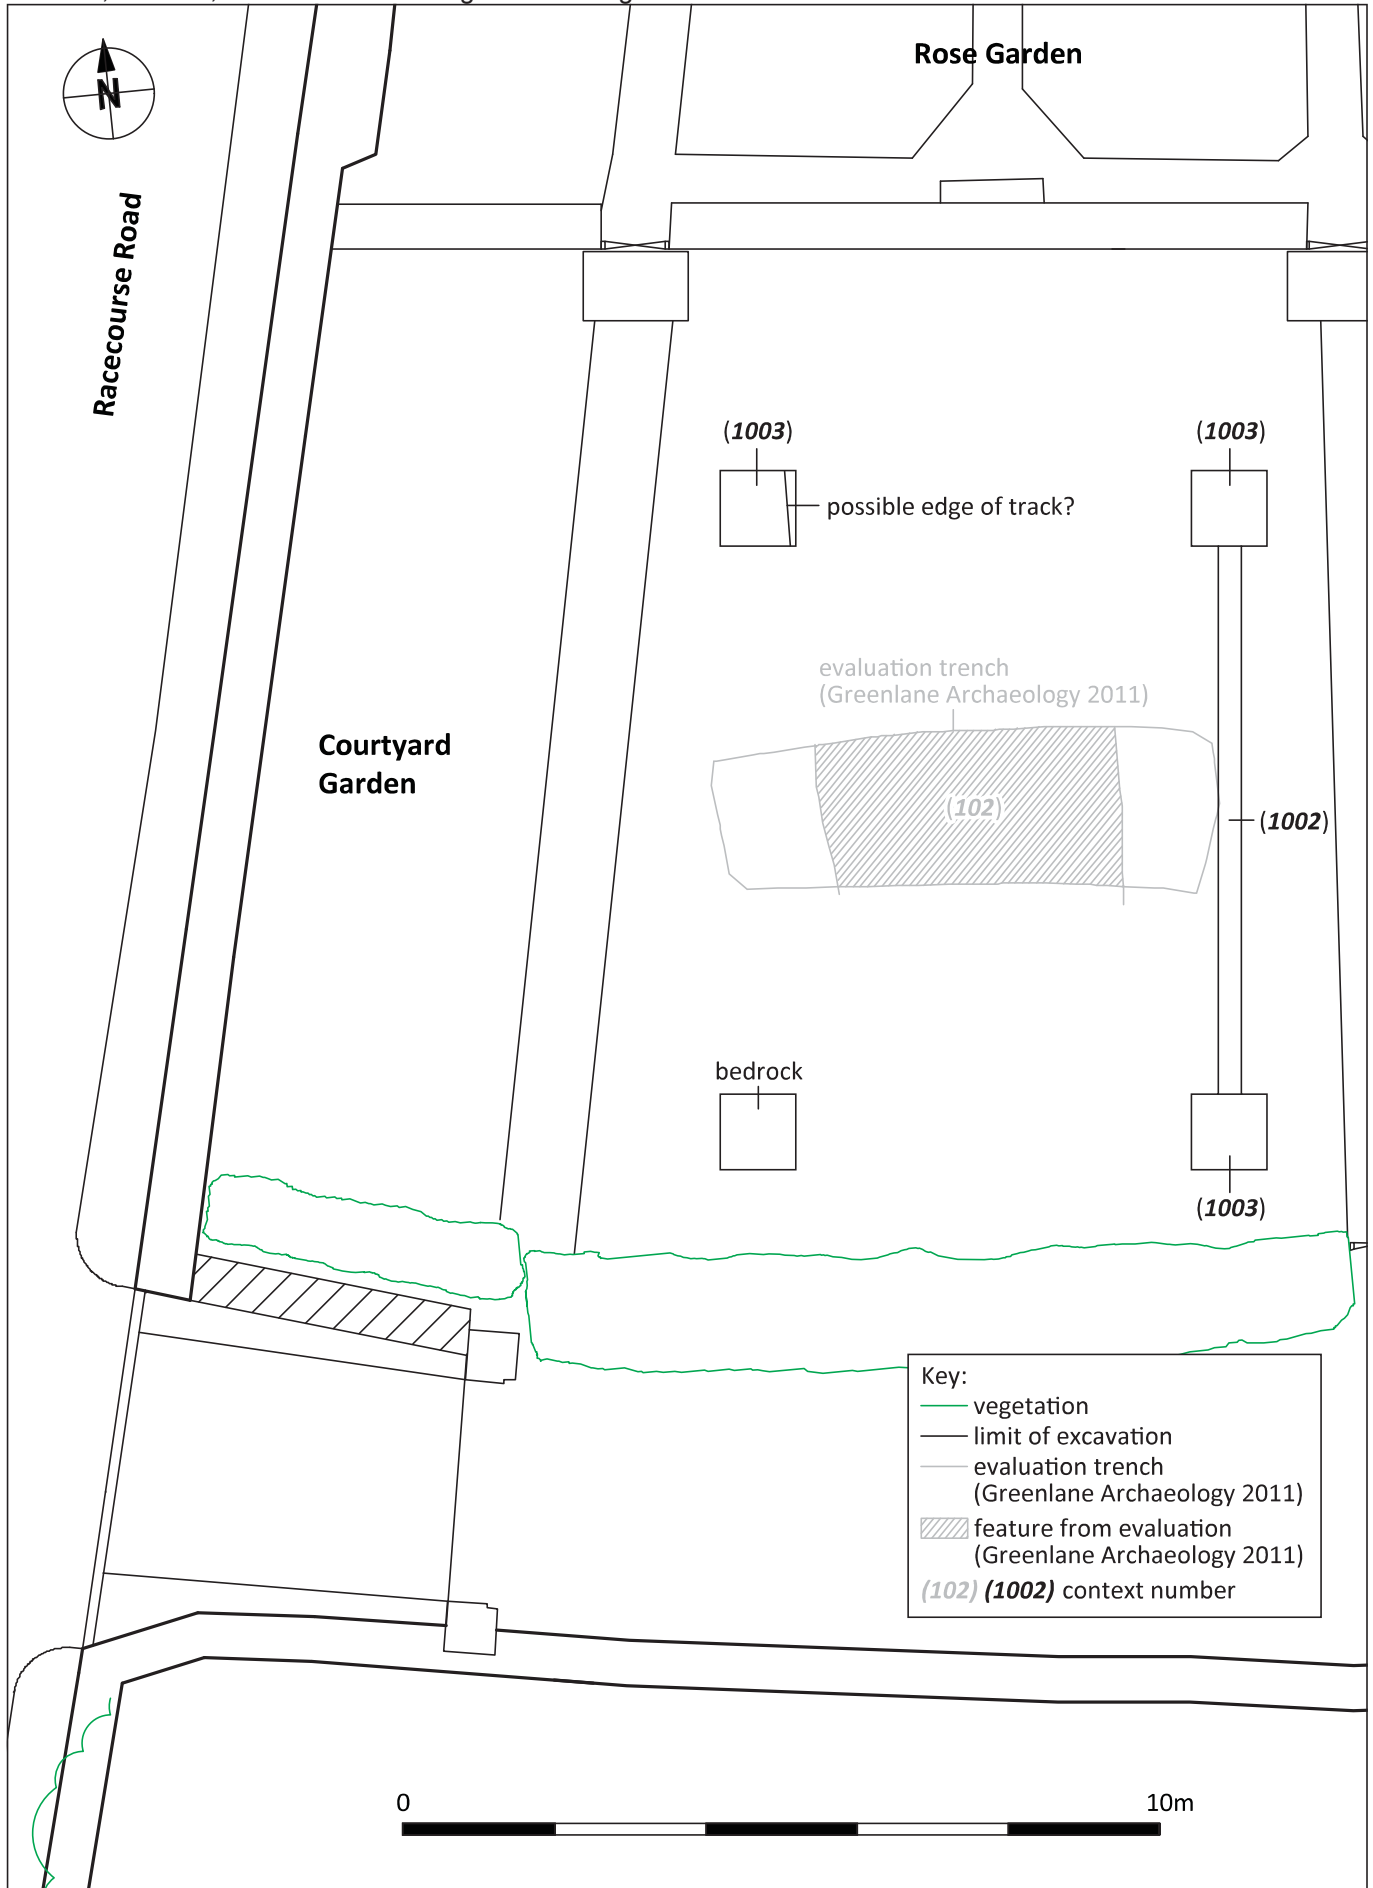 Rose Garden
N
Racecourse Road
(1003)
(1003)
possible edge of track?
evaluation trench
(Greenlane Archaeology 2011)
Courtyard
Garden
(102)
(1002)
bedrock
(1003)
Key:
vegetation
limit of excavation
evaluation trench
(Greenlane Archaeology 2011)
feature from evaluation
(Greenlane Archaeology 2011)
(102) (1002) context number
0 10m